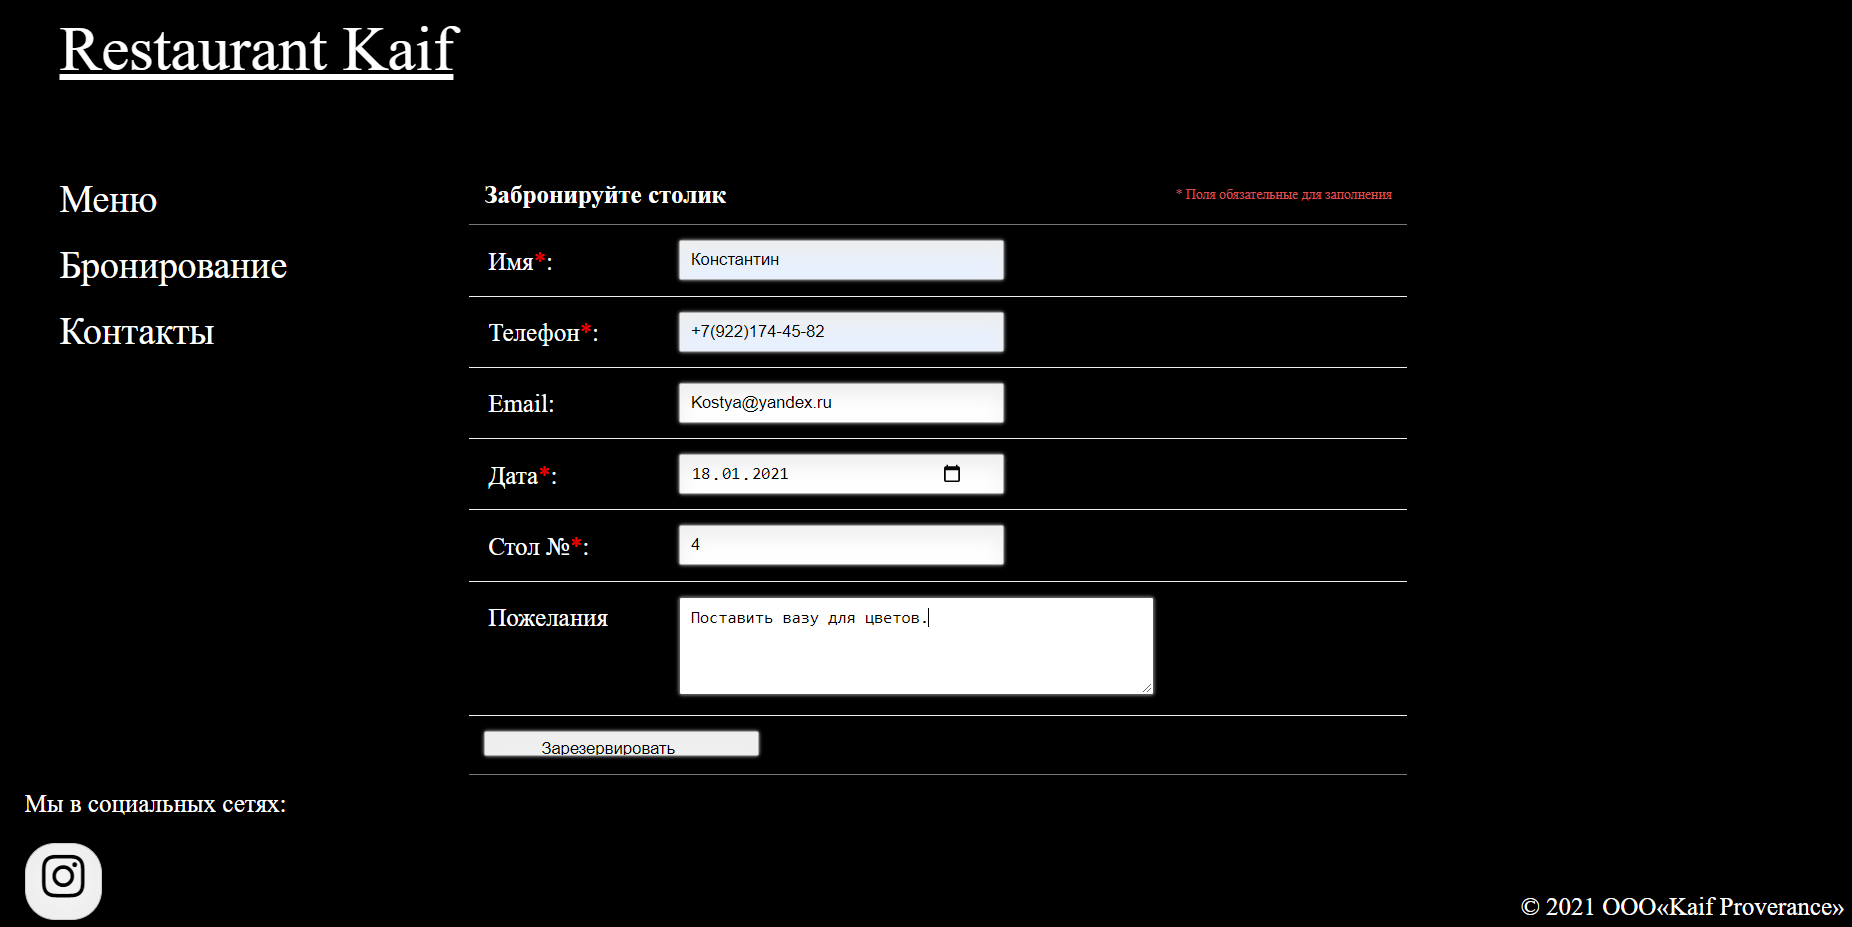 Restaurant Kaif
Меню
Бронирование
Контакты
Забронируйте столик
* Поля обязательные для заполнения
Имя*: Константин
Телефон*: +7(922)174-45-82
Email: Kostya@yandex.ru
Дата*: 18.01.2021
Стол №*: 4
Пожелания Поставить вазу для цветов.
Зарезервировать
Мы в социальных сетях:
© 2021 ООО«Kaif Proverance»